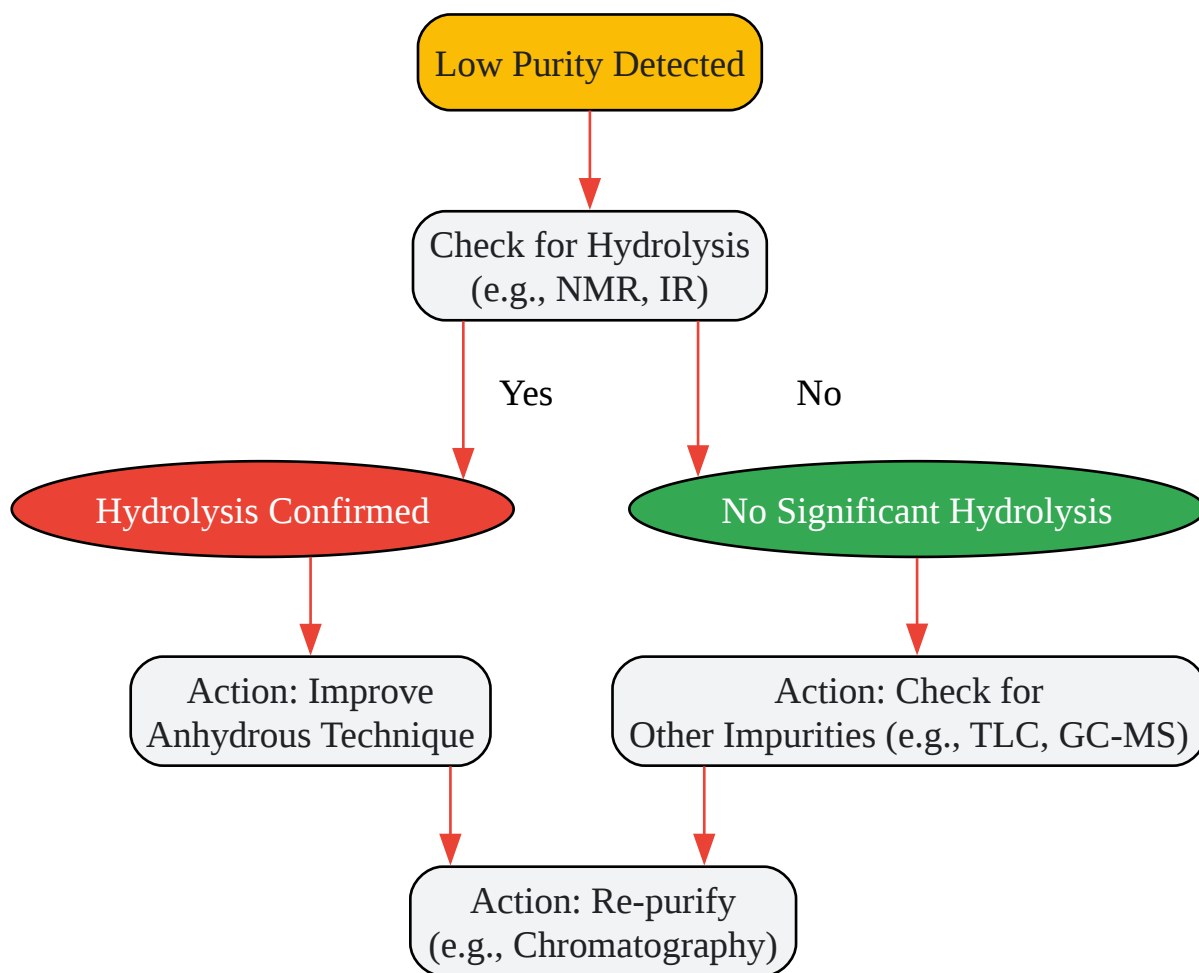 Low Purity Detected
Check for Hydrolysis
(e.g., NMR, IR)
Yes
No
Hydrolysis Confirmed
No Significant Hydrolysis
Action: Improve
Anhydrous Technique
Action: Check for
Other Impurities (e.g., TLC, GC-MS)
Action: Re-purify
(e.g., Chromatography)